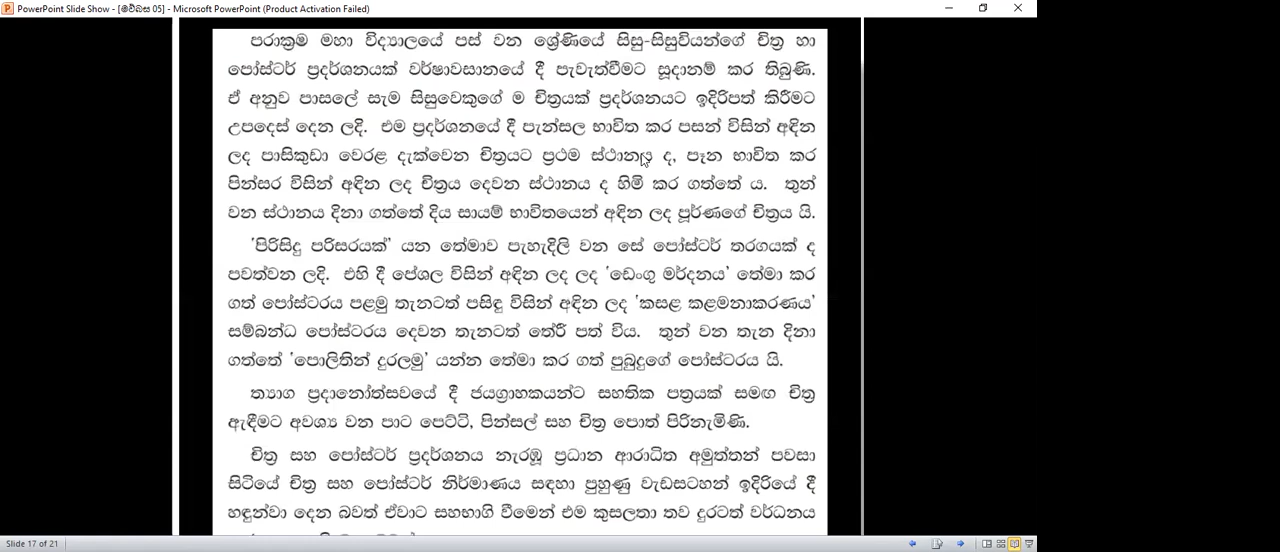 PowerPoint Slide Show - [මව්බස 05] - Microsoft PowerPoint (Product Activation Failed)
පරාක්‍රම මහා විද්‍යාලයේ පස් වන ශ්‍රේණියේ සිසු-සිසුවියන්ගේ චිත්‍ර හා
පෝස්ටර් ප්‍රදර්ශනයක් වර්ෂාවසානයේ දී පැවැත්වීමට සූදානම් කර තිබුණි.
ඒ අනුව පාසලේ සැම සිසුවෙකුගේ ම චිත්‍රයක් ප්‍රදර්ශනයට ඉදිරිපත් කිරීමට
උපදෙස් දෙන ලදි. එම ප්‍රදර්ශනයේ දී පැන්සල භාවිත කර පසන් විසින් අඳින
ලද පාසිකුඩා වෙරළ දැක්වෙන චිත්‍රයට ප්‍රථම ස්ථානය ද, පෑන භාවිත කර
පින්සර විසින් අඳින ලද චිත්‍රය දෙවන ස්ථානය ද හිමි කර ගත්තේ ය. තුන්
වන ස්ථානය දිනා ගත්තේ දිය සායම් භාවිතයෙන් අඳින ලද පූර්ණගේ චිත්‍රය යි.
'පිරිසිදු පරිසරයක්' යන තේමාව පැහැදිලි වන සේ පෝස්ටර් තරගයක් ද
පවත්වන ලදි. එහි දී පේශල විසින් අඳින ලද ලද 'ඩෙංගු මර්දනය' තේමා කර
ගත් පෝස්ටරය පළමු තැනටත් පසිඳු විසින් අඳින ලද 'කසළ කළමනාකරණය'
සම්බන්ධ පෝස්ටරය දෙවන තැනටත් තේරී පත් විය. තුන් වන තැන දිනා
ගත්තේ 'පොලිතින් දුරලමු' යන්න තේමා කර ගත් පුබුදුගේ පෝස්ටරය යි.
ත්‍යාග ප්‍රදානෝත්සවයේ දී ජයග්‍රාහකයන්ට සහතික පත්‍රයක් සමඟ චිත්‍ර
ඇඳීමට අවශ්‍ය වන පාට පෙට්ටි, පින්සල් සහ චිත්‍ර පොත් පිරිනැමිණි.
චිත්‍ර සහ පෝස්ටර් ප්‍රදර්ශනය නැරඹූ ප්‍රධාන ආරාධිත අමුත්තන් පවසා
සිටියේ චිත්‍ර සහ පෝස්ටර් නිර්මාණය සඳහා පුහුණු වැඩසටහන් ඉදිරියේ දී
හඳුන්වා දෙන බවත් ඒවාට සහභාගි වීමෙන් එම කුසලතා තව දුරටත් වර්ධනය
Slide 17 of 21